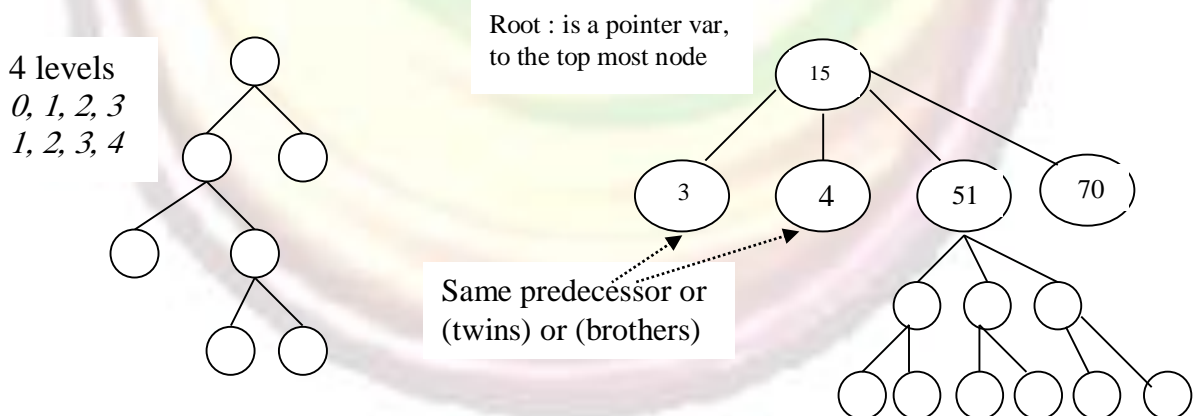 4 levels
0, 1, 2, 3
1, 2, 3, 4
Root : is a pointer var,
to the top most node
15
3
4
51
70
Same predecessor or
(twins) or (brothers)